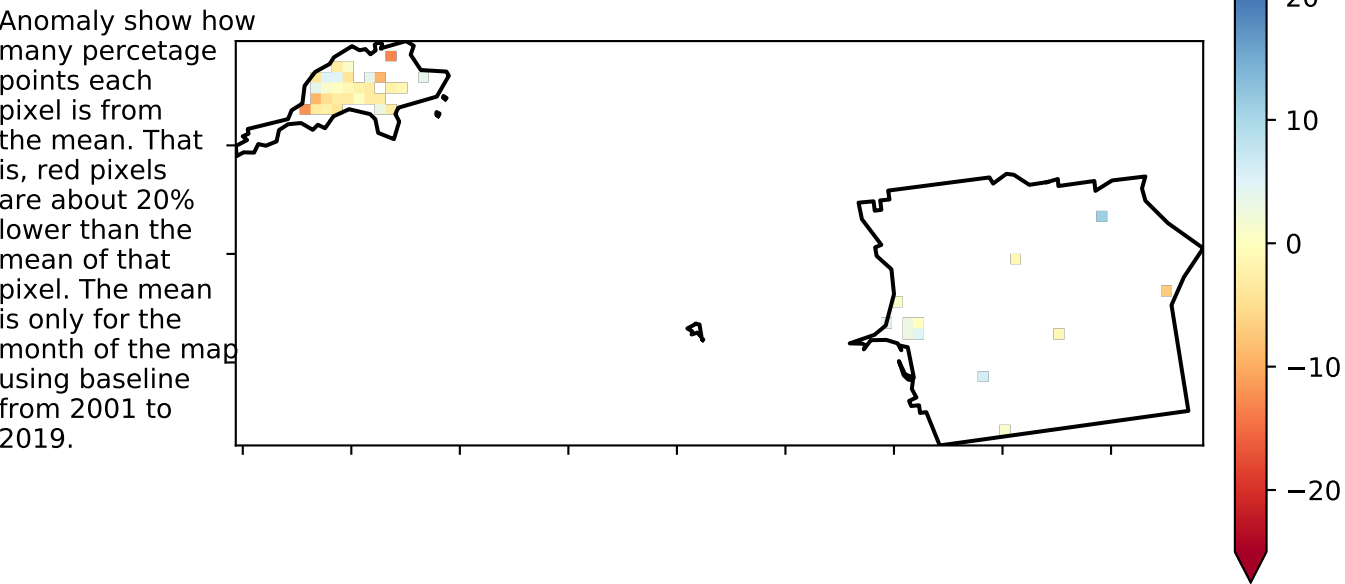 Anomaly show how
many percetage
points each
pixel is from
the mean. That
is, red pixels
are about 20%
lower than the
mean of that
pixel. The mean
is only for the
month of the map
using baseline
from 2001 to
2019.
20
10
0
−10
−20